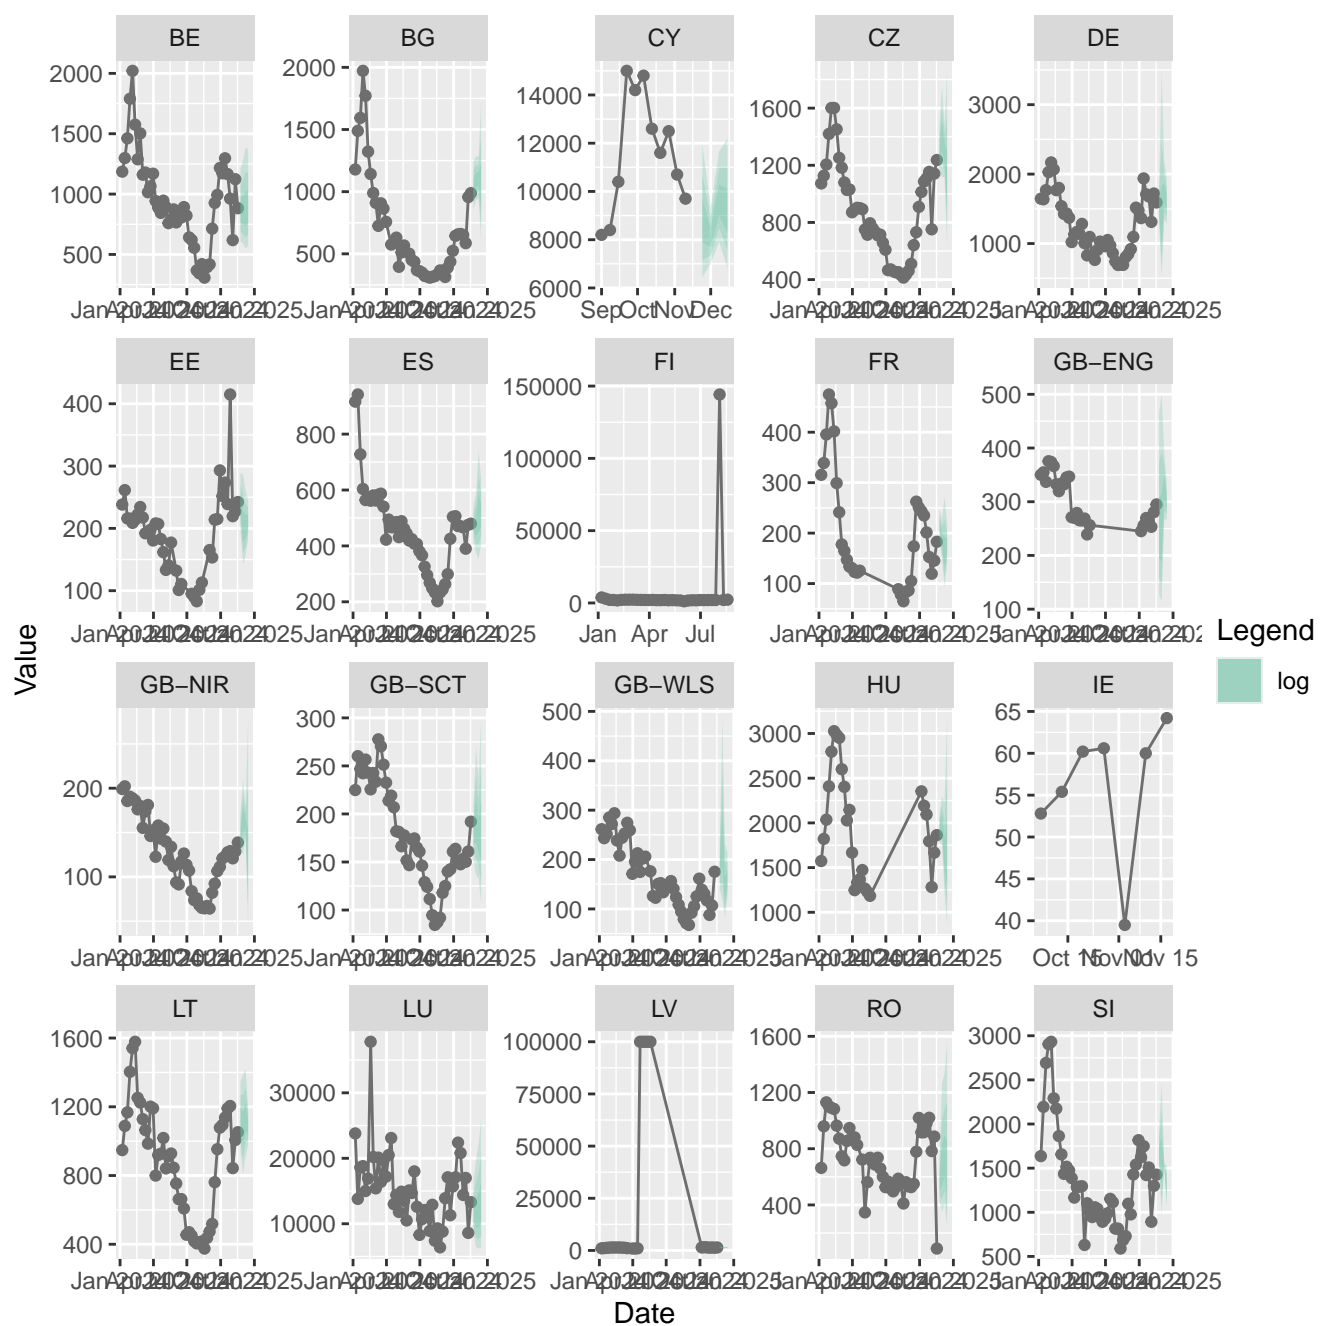 BE BG CY CZ DE
2000 2000 14000 1600 3000
1500 1500 12000 1200 2000
1000 1000 10000 800 1000
500 500 8000 400
6000
Sep Oct Nov Dec
EE ES FI FR GB−ENG
400 800 150000 400 500
300 600 100000 300 400
200 400 50000 200 300
100 200 0 100 200
100
Jan Apr Jul
GB−NIR GB−SCT GB−WLS HU IE
200 300 500 3000 65
100 250 400 2500 60
200 300 2000 55
150 200 1500 50
100 100 1000 45
40
Oct 15 Nov 01 Nov 15
LT LU LV RO SI
1600 30000 100000 1600 3000
1200 20000 75000 1200 2500
800 10000 50000 800 2000
400 25000 400 1500
0 1000
500
Date
Value
Legend
log